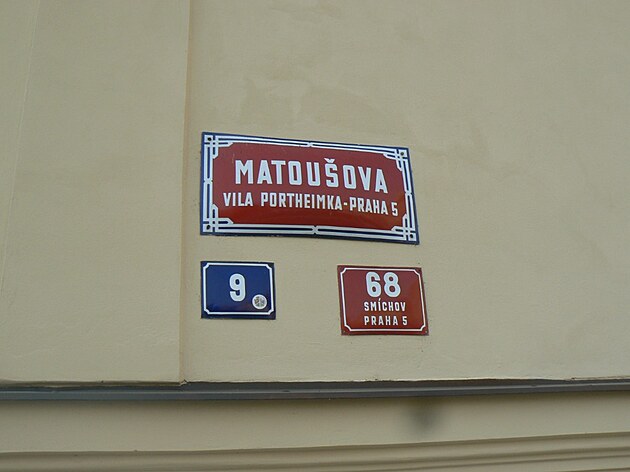 MATOUŠOVA
VILA PORTHEIMKA-PRAHA 5
9
68
SMÍCHOV
PRAHA 5